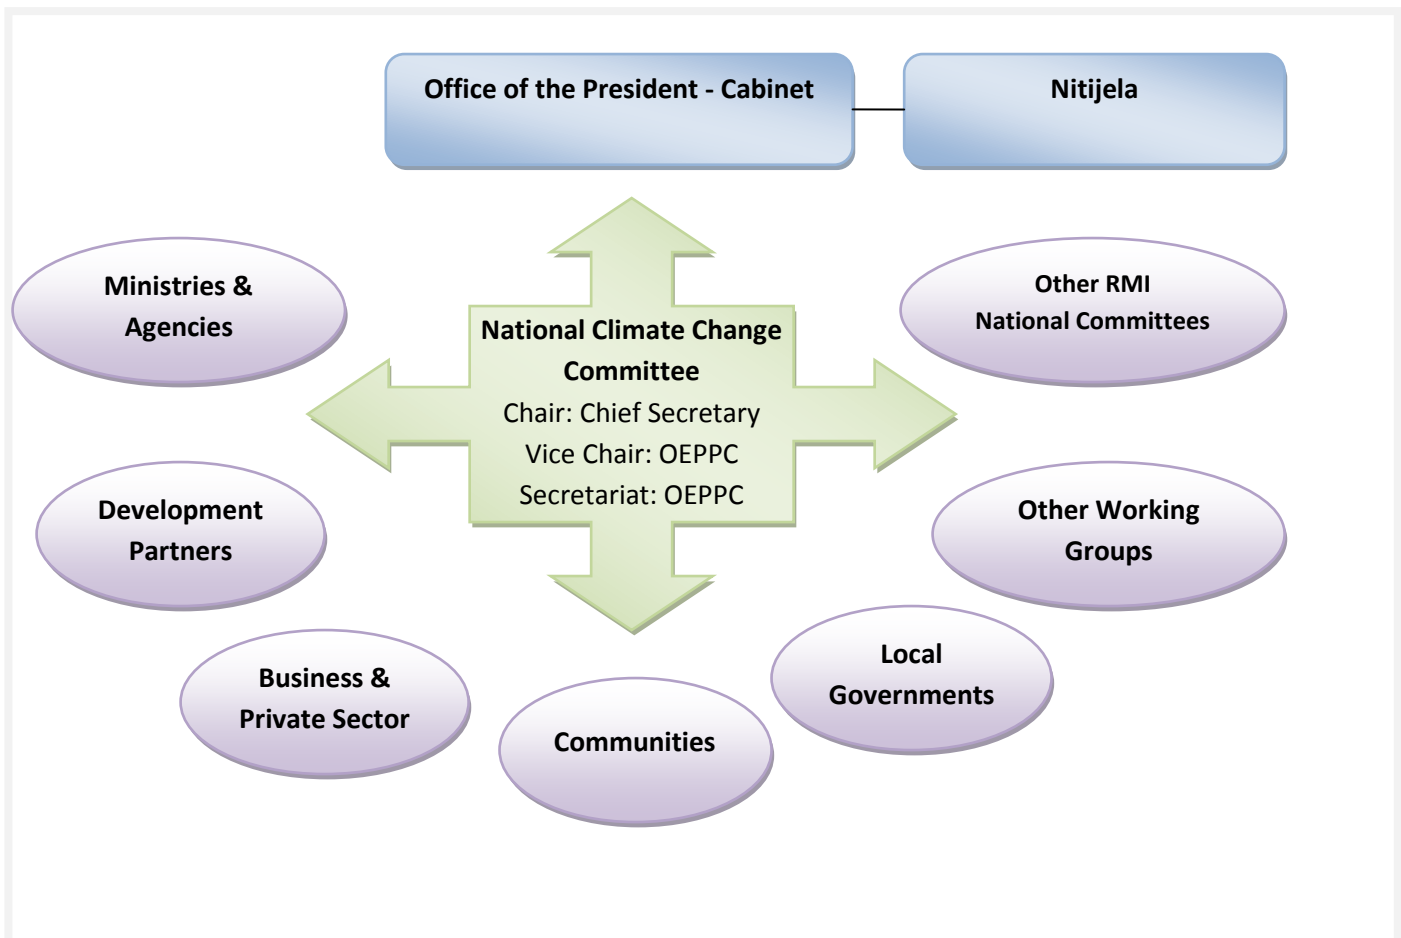 Office of the President - Cabinet
Nitijela
Ministries &
Agencies
National Climate Change
Committee
Chair: Chief Secretary
Vice Chair: OEPPC
Secretariat: OEPPC
Other RMI
National Committees
Development
Partners
Other Working
Groups
Business &
Private Sector
Communities
Local
Governments